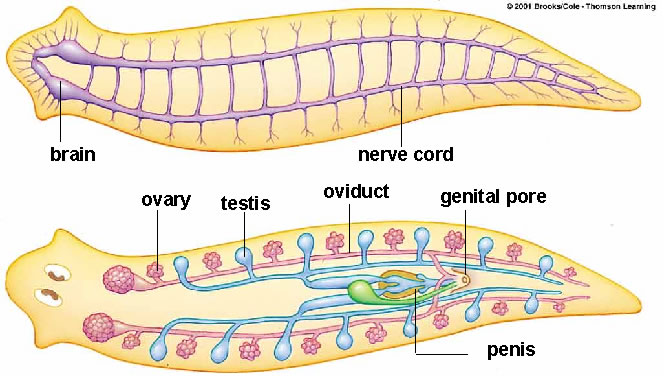 © 2001 Brooks/Cole - Thomson Learning
brain
nerve cord
ovary
testis
oviduct
genital pore
penis